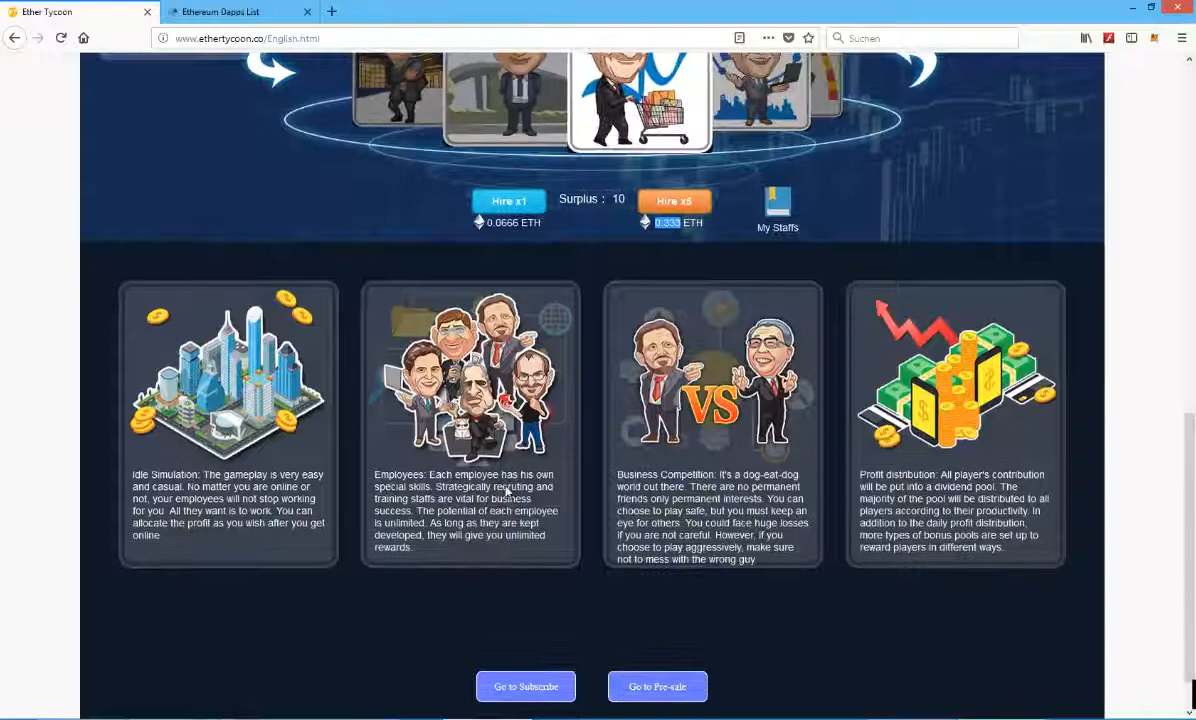 Ether Tycoon
Ethereum Dapps List
www.ethertycoon.co/English.html
Suchen
Hire x1
Surplus : 10
Hire x5
0.0666 ETH
0.333 ETH
My Staffs
Idle Simulation: The gameplay is very easy
and casual. No matter you are online or
not, your employees will not stop working
for you  All they want is to work. You can
allocate the profil as you wish after you get
online
Employees: Each employee has his own
special skills. Strategically recruting and
training staffs are vital for business
success. The potential of each employee
is unlimited. As long as they are kept
developed, they will give you unlimited
rewards.
Business Competition: It's a dog-eat-dog
world out there. There are no permanent
friends only permanent interests. You can
choose to play safe, but you must keep an
eye for others. You could face huge losses
if you are not careful. However, if you
choose to play aggressively, make sure
not to mess with the wrong guy
VS
Profit distribution: All player's contribution
will be put into a dividend pool. The
majority of the pool will be distributed to all
players according to their productivity. In
addition to the daily profit distribution,
more types of bonus pools are set up to
reward players in different ways.
Go to Subscribe
Go to Pre-sale